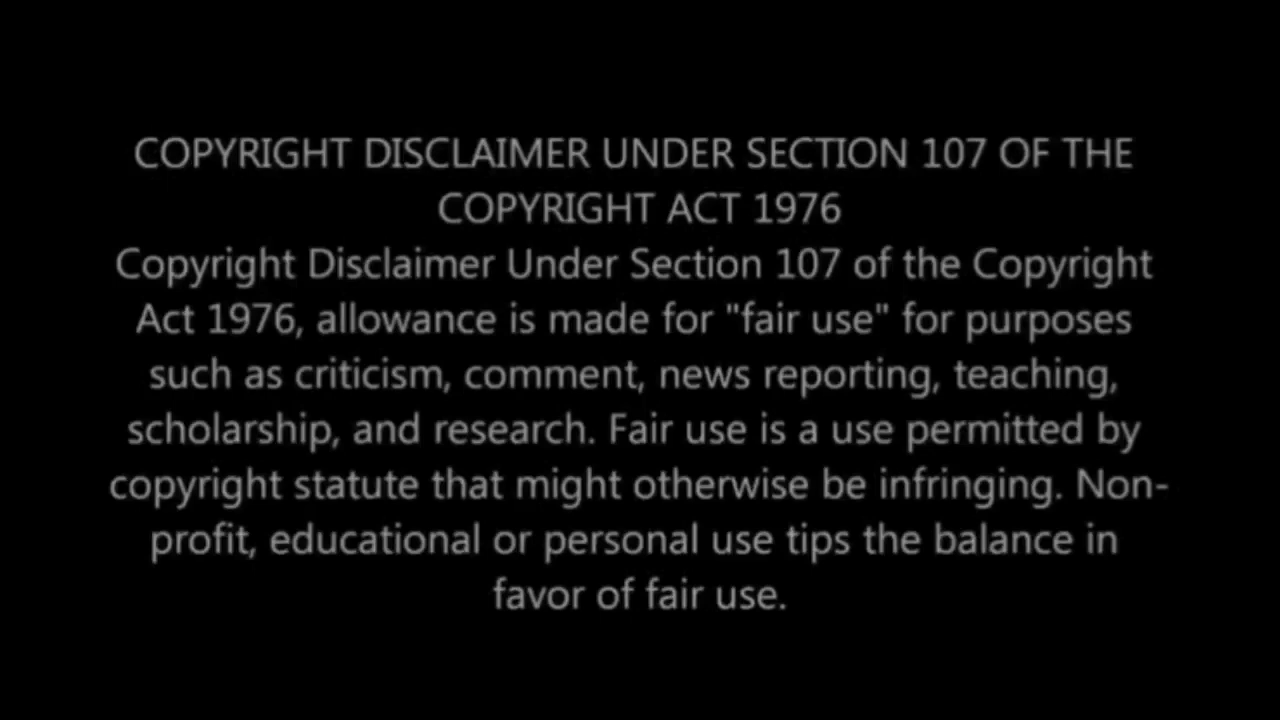 COPYRIGHT DISCLAIMER UNDER SECTION 107 OF THE
COPYRIGHT ACT 1976
Copyright Disclaimer Under Section 107 of the Copyright
Act 1976, allowance is made for "fair use" for purposes
such as criticism, comment, news reporting, teaching,
scholarship, and research. Fair use is a use permitted by
copyright statute that might otherwise be infringing. Non-
profit, educational or personal use tips the balance in
favor of fair use.